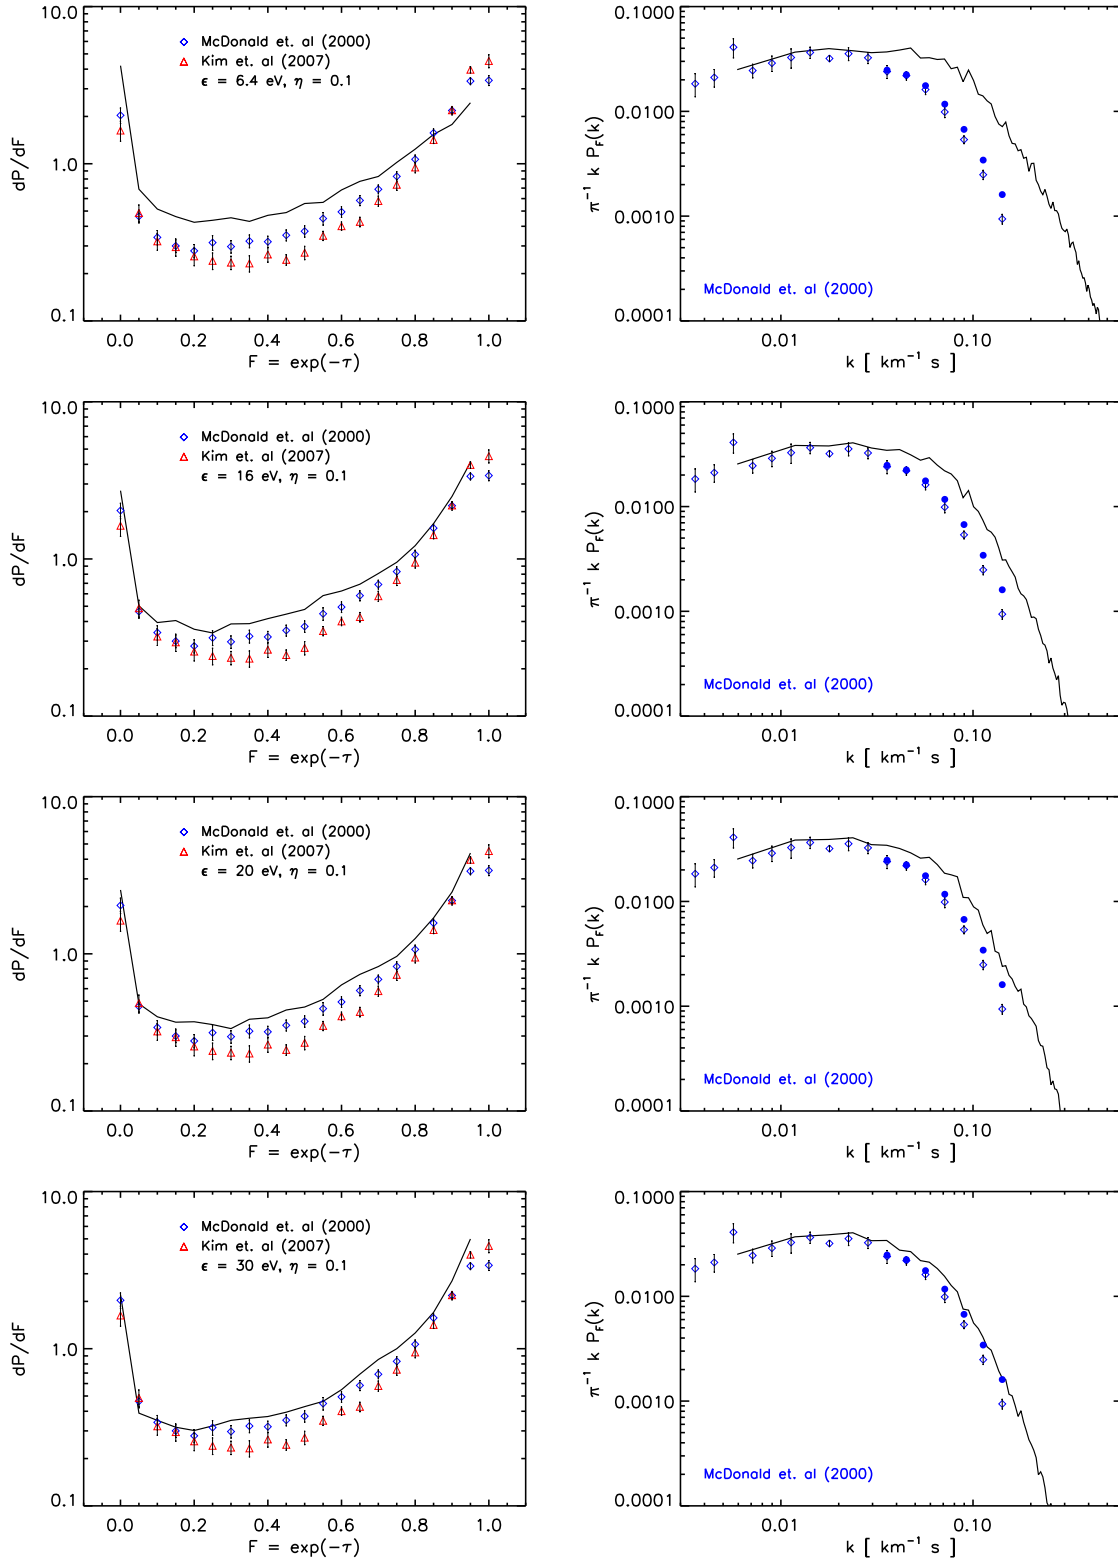 10.0
1.0
0.1
dP/dF
McDonald et. al (2000)
Kim et. al (2007)
ϵ = 6.4 eV, η = 0.1
0.0 0.2 0.4 0.6 0.8 1.0
F = exp(−τ)
0.1000
0.0100
0.0010
0.0001
π⁻¹ k P_F(k)
McDonald et. al (2000)
0.01 0.10
k [ km⁻¹ s]
10.0
1.0
0.1
dP/dF
McDonald et. al (2000)
Kim et. al (2007)
ϵ = 16 eV, η = 0.1
0.0 0.2 0.4 0.6 0.8 1.0
F = exp(−τ)
0.1000
0.0100
0.0010
0.0001
π⁻¹ k P_F(k)
McDonald et. al (2000)
0.01 0.10
k [ km⁻¹ s]
10.0
1.0
0.1
dP/dF
McDonald et. al (2000)
Kim et. al (2007)
ϵ = 20 eV, η = 0.1
0.0 0.2 0.4 0.6 0.8 1.0
F = exp(−τ)
0.1000
0.0100
0.0010
0.0001
π⁻¹ k P_F(k)
McDonald et. al (2000)
0.01 0.10
k [ km⁻¹ s]
10.0
1.0
0.1
dP/dF
McDonald et. al (2000)
Kim et. al (2007)
ϵ = 30 eV, η = 0.1
0.0 0.2 0.4 0.6 0.8 1.0
F = exp(−τ)
0.1000
0.0100
0.0010
0.0001
π⁻¹ k P_F(k)
McDonald et. al (2000)
0.01 0.10
k [ km⁻¹ s]